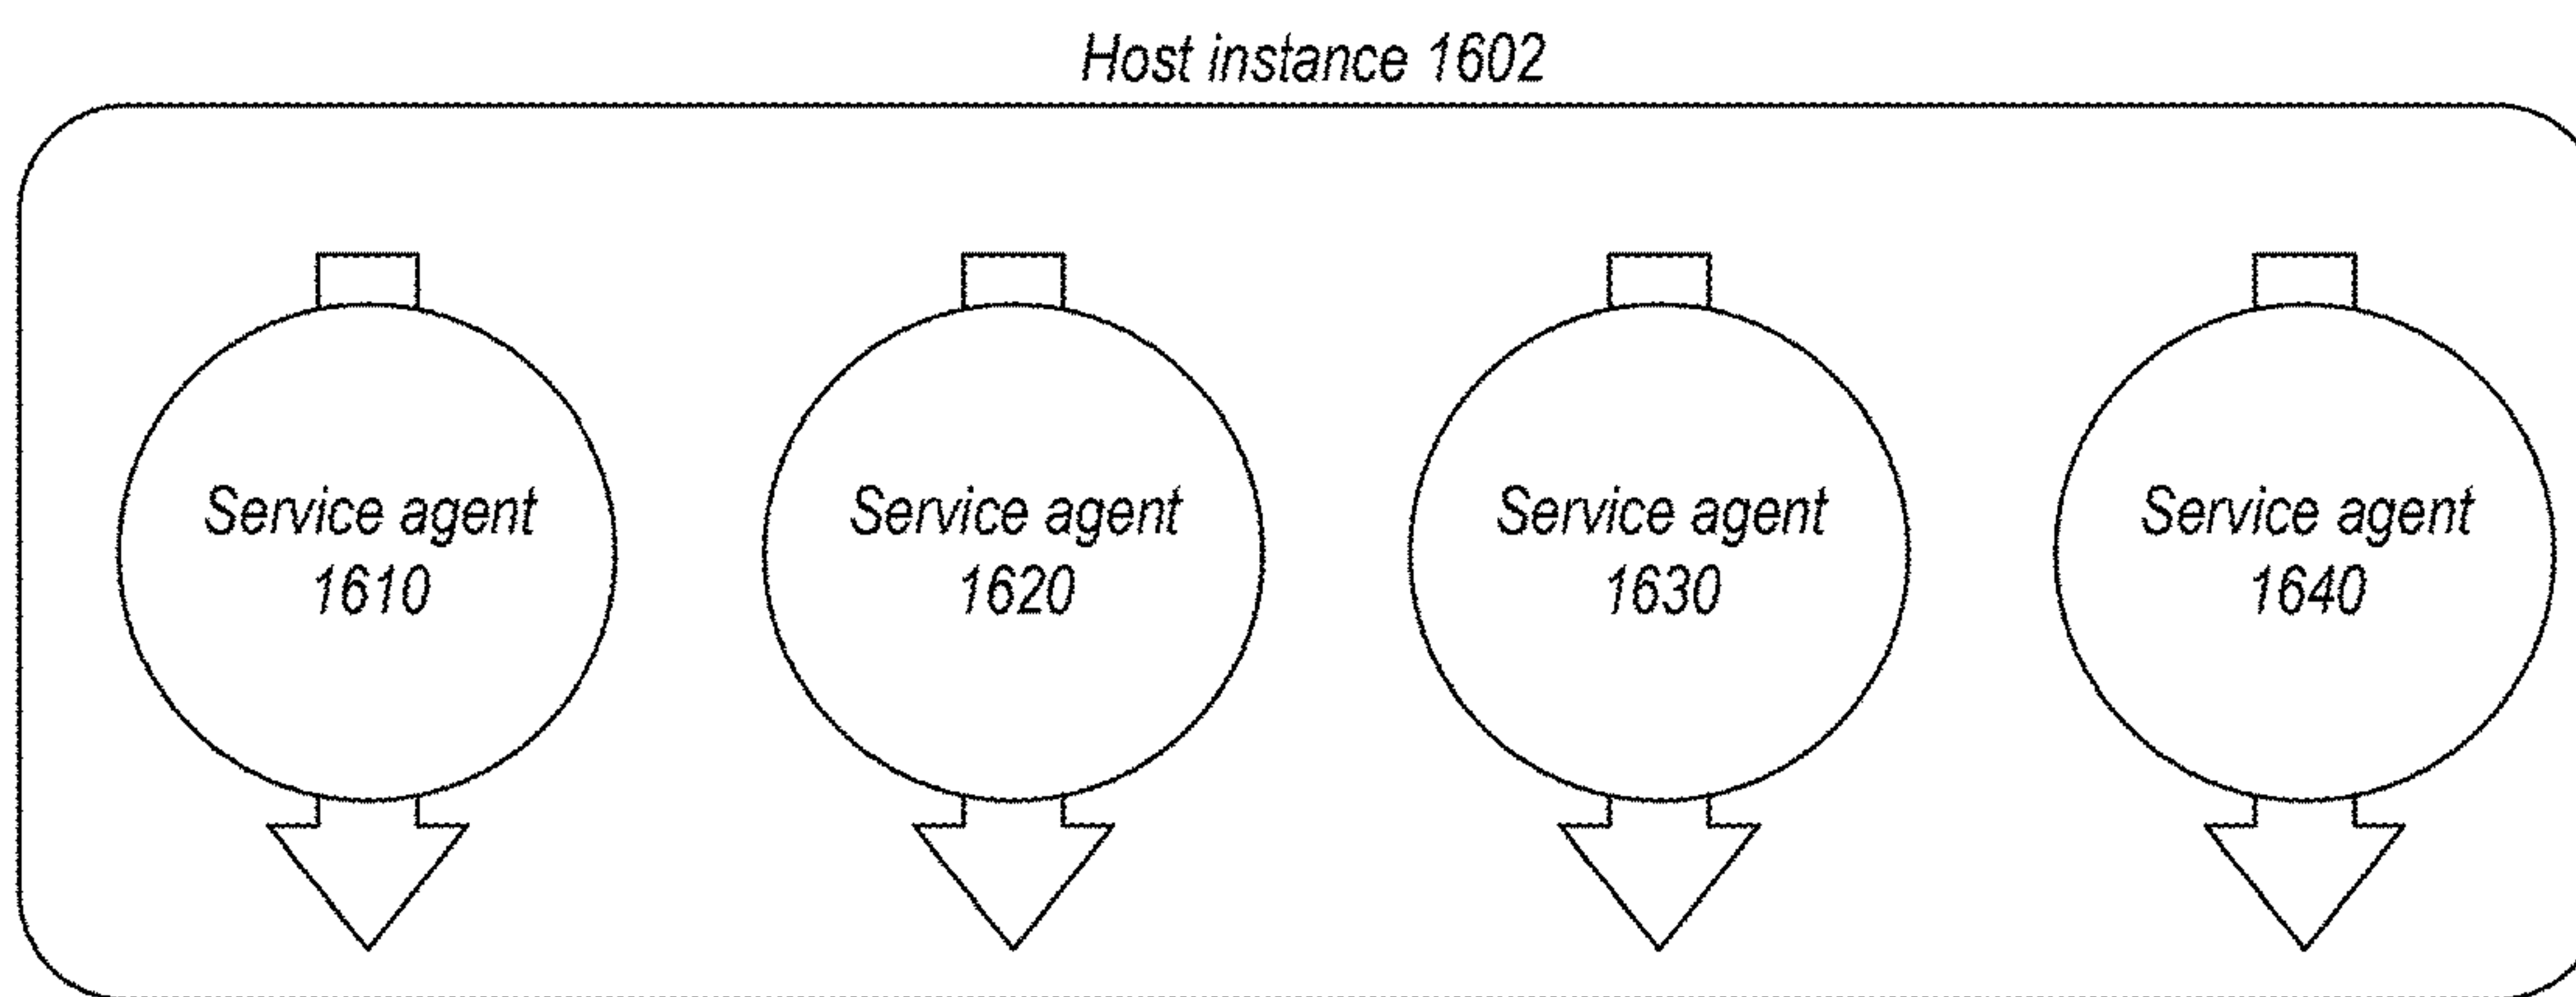 Host instance 1602
Service agent
1610
Service agent
1620
Service agent
1630
Service agent
1640